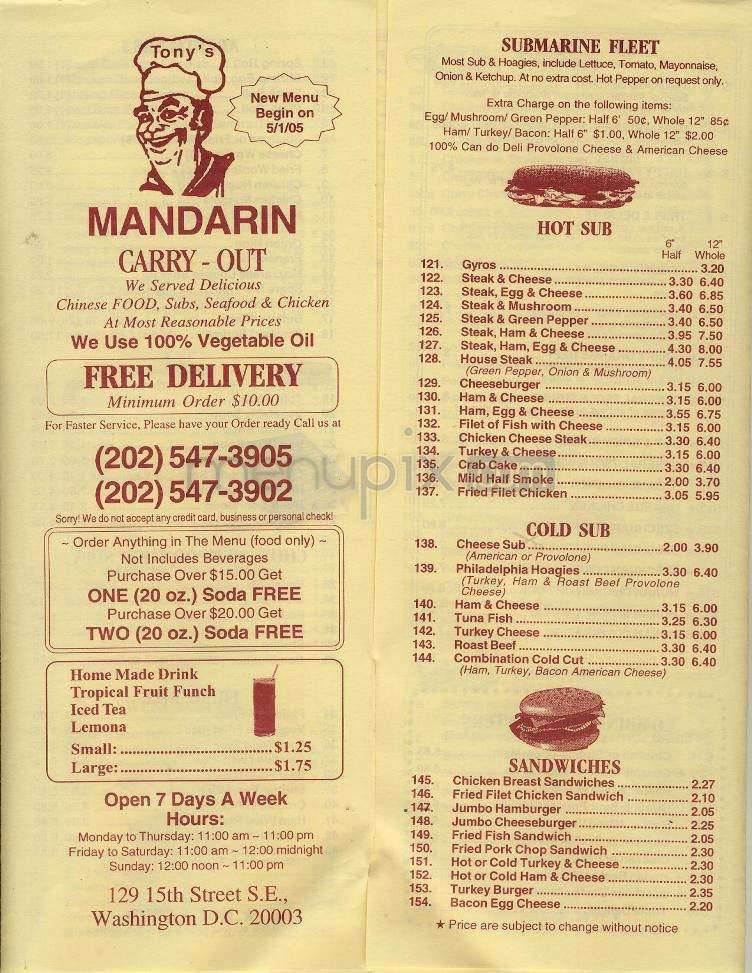 Tony's
New Menu
Begin on
5/1/05
MANDARIN
CARRY - OUT
We Served Delicious
Chinese FOOD, Subs, Seafood & Chicken
At Most Reasonable Prices
We Use 100% Vegetable Oil
FREE DELIVERY
Minimum Order $10.00
For Faster Service, Please have your Order ready Call us at
(202) 547-3905
(202) 547-3902
Sorry! We do not accept any credit card, business or personal check!
~ Order Anything in The Menu (food only) ~
Not Includes Beverages
Purchase Over $15.00 Get
ONE (20 oz.) Soda FREE
Purchase Over $20.00 Get
TWO (20 oz.) Soda FREE
Home Made Drink
Tropical Fruit Funch
Iced Tea
Lemona
Small: ........ $1.25
Large: ........ $1.75
Open 7 Days A Week
Hours:
Monday to Thursday: 11:00 am ~ 11:00 pm
Friday to Saturday: 11:00 am ~ 12:00 midnight
Sunday: 12:00 noon ~ 11:00 pm
129 15th Street S.E.,
Washington D.C. 20003
SUBMARINE FLEET
Most Sub & Hoagies, include Lettuce, Tomato, Mayonnaise,
Onion & Ketchup. At no extra cost. Hot Pepper on request only.
Extra Charge on the following items:
Egg/ Mushroom/ Green Pepper: Half 6' 50¢, Whole 12" 85¢
Ham/ Turkey/ Bacon: Half 6" $1.00, Whole 12" $2.00
100% Can do Deli Provolone Cheese & American Cheese
HOT SUB
6" 12"
Half Whole
121. Gyros ........ 3.20
122. Steak & Cheese ........ 3.30 6.40
123. Steak, Egg & Cheese ........ 3.60 6.85
124. Steak & Mushroom ........ 3.40 6.50
125. Steak & Green Pepper ........ 3.40 6.50
126. Steak, Ham & Cheese ........ 3.95 7.50
127. Steak, Ham, Egg & Cheese ........ 4.30 8.00
128. House Steak ........ 4.05 7.55
(Green Pepper, Onion & Mushroom)
129. Cheeseburger ........ 3.15 6.00
130. Ham & Cheese ........ 3.15 6.00
131. Ham, Egg & Cheese ........ 3.55 6.75
132. Filet of Fish with Cheese ........ 3.15 6.00
133. Chicken Cheese Steak ........ 3.30 6.40
134. Turkey & Cheese ........ 3.15 6.00
135. Crab Cake ........ 3.30 6.40
136. Mild Half Smoke ........ 2.00 3.70
137. Fried Filet Chicken ........ 3.05 5.95
menupix.com
COLD SUB
138. Cheese Sub ........ 2.00 3.90
(American or Provolone)
139. Philadelphia Hoagies ........ 3.30 6.40
(Turkey, Ham & Roast Beef Provolone
Cheese)
140. Ham & Cheese ........ 3.15 6.00
141. Tuna Fish ........ 3.25 6.30
142. Turkey Cheese ........ 3.15 6.00
143. Roast Beef ........ 3.30 6.40
144. Combination Cold Cut ........ 3.30 6.40
(Ham, Turkey, Bacon American Cheese)
SANDWICHES
145. Chicken Breast Sandwiches ........ 2.27
146. Fried Filet Chicken Sandwich ........ 2.10
147. Jumbo Hamburger ........ 2.05
148. Jumbo Cheeseburger ........ 2.25
149. Fried Fish Sandwich ........ 2.05
150. Fried Pork Chop Sandwich ........ 2.30
151. Hot or Cold Turkey & Cheese ........ 2.30
152. Hot or Cold Ham & Cheese ........ 2.30
153. Turkey Burger ........ 2.35
154. Bacon Egg Cheese ........ 2.20
★ Price are subject to change without notice